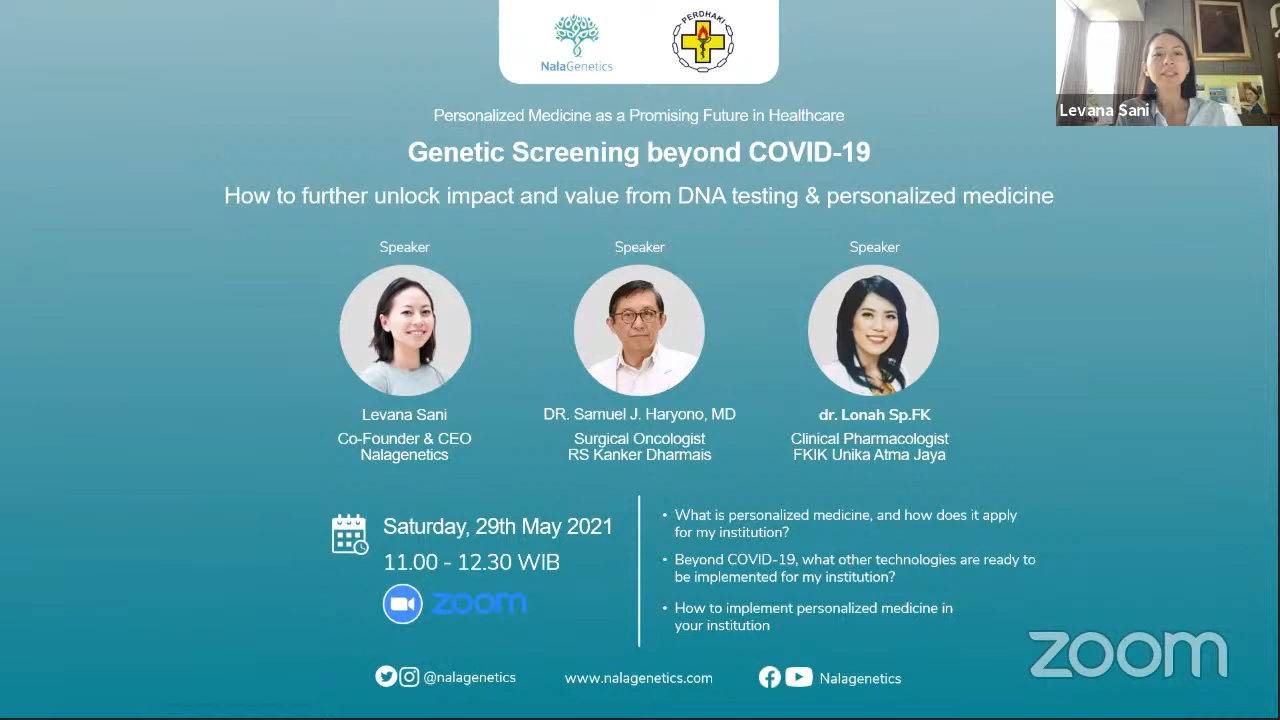 NalaGenetics
PERDHAKI
Levana Sani
Personalized Medicine as a Promising Future in Healthcare
Genetic Screening beyond COVID-19
How to further unlock impact and value from DNA testing & personalized medicine
Speaker
Levana Sani
Co-Founder & CEO
Nalagenetics
Speaker
DR. Samuel J. Haryono, MD
Surgical Oncologist
RS Kanker Dharmais
Speaker
dr. Lonah Sp.FK
Clinical Pharmacologist
FKIK Unika Atma Jaya
Saturday, 29th May 2021
11.00 - 12.30 WIB
zoom
• What is personalized medicine, and how does it apply
for my institution?
• Beyond COVID-19, what other technologies are ready to
be implemented for my institution?
• How to implement personalized medicine in
your institution
zoom
@nalagenetics
www.nalagenetics.com
Nalagenetics